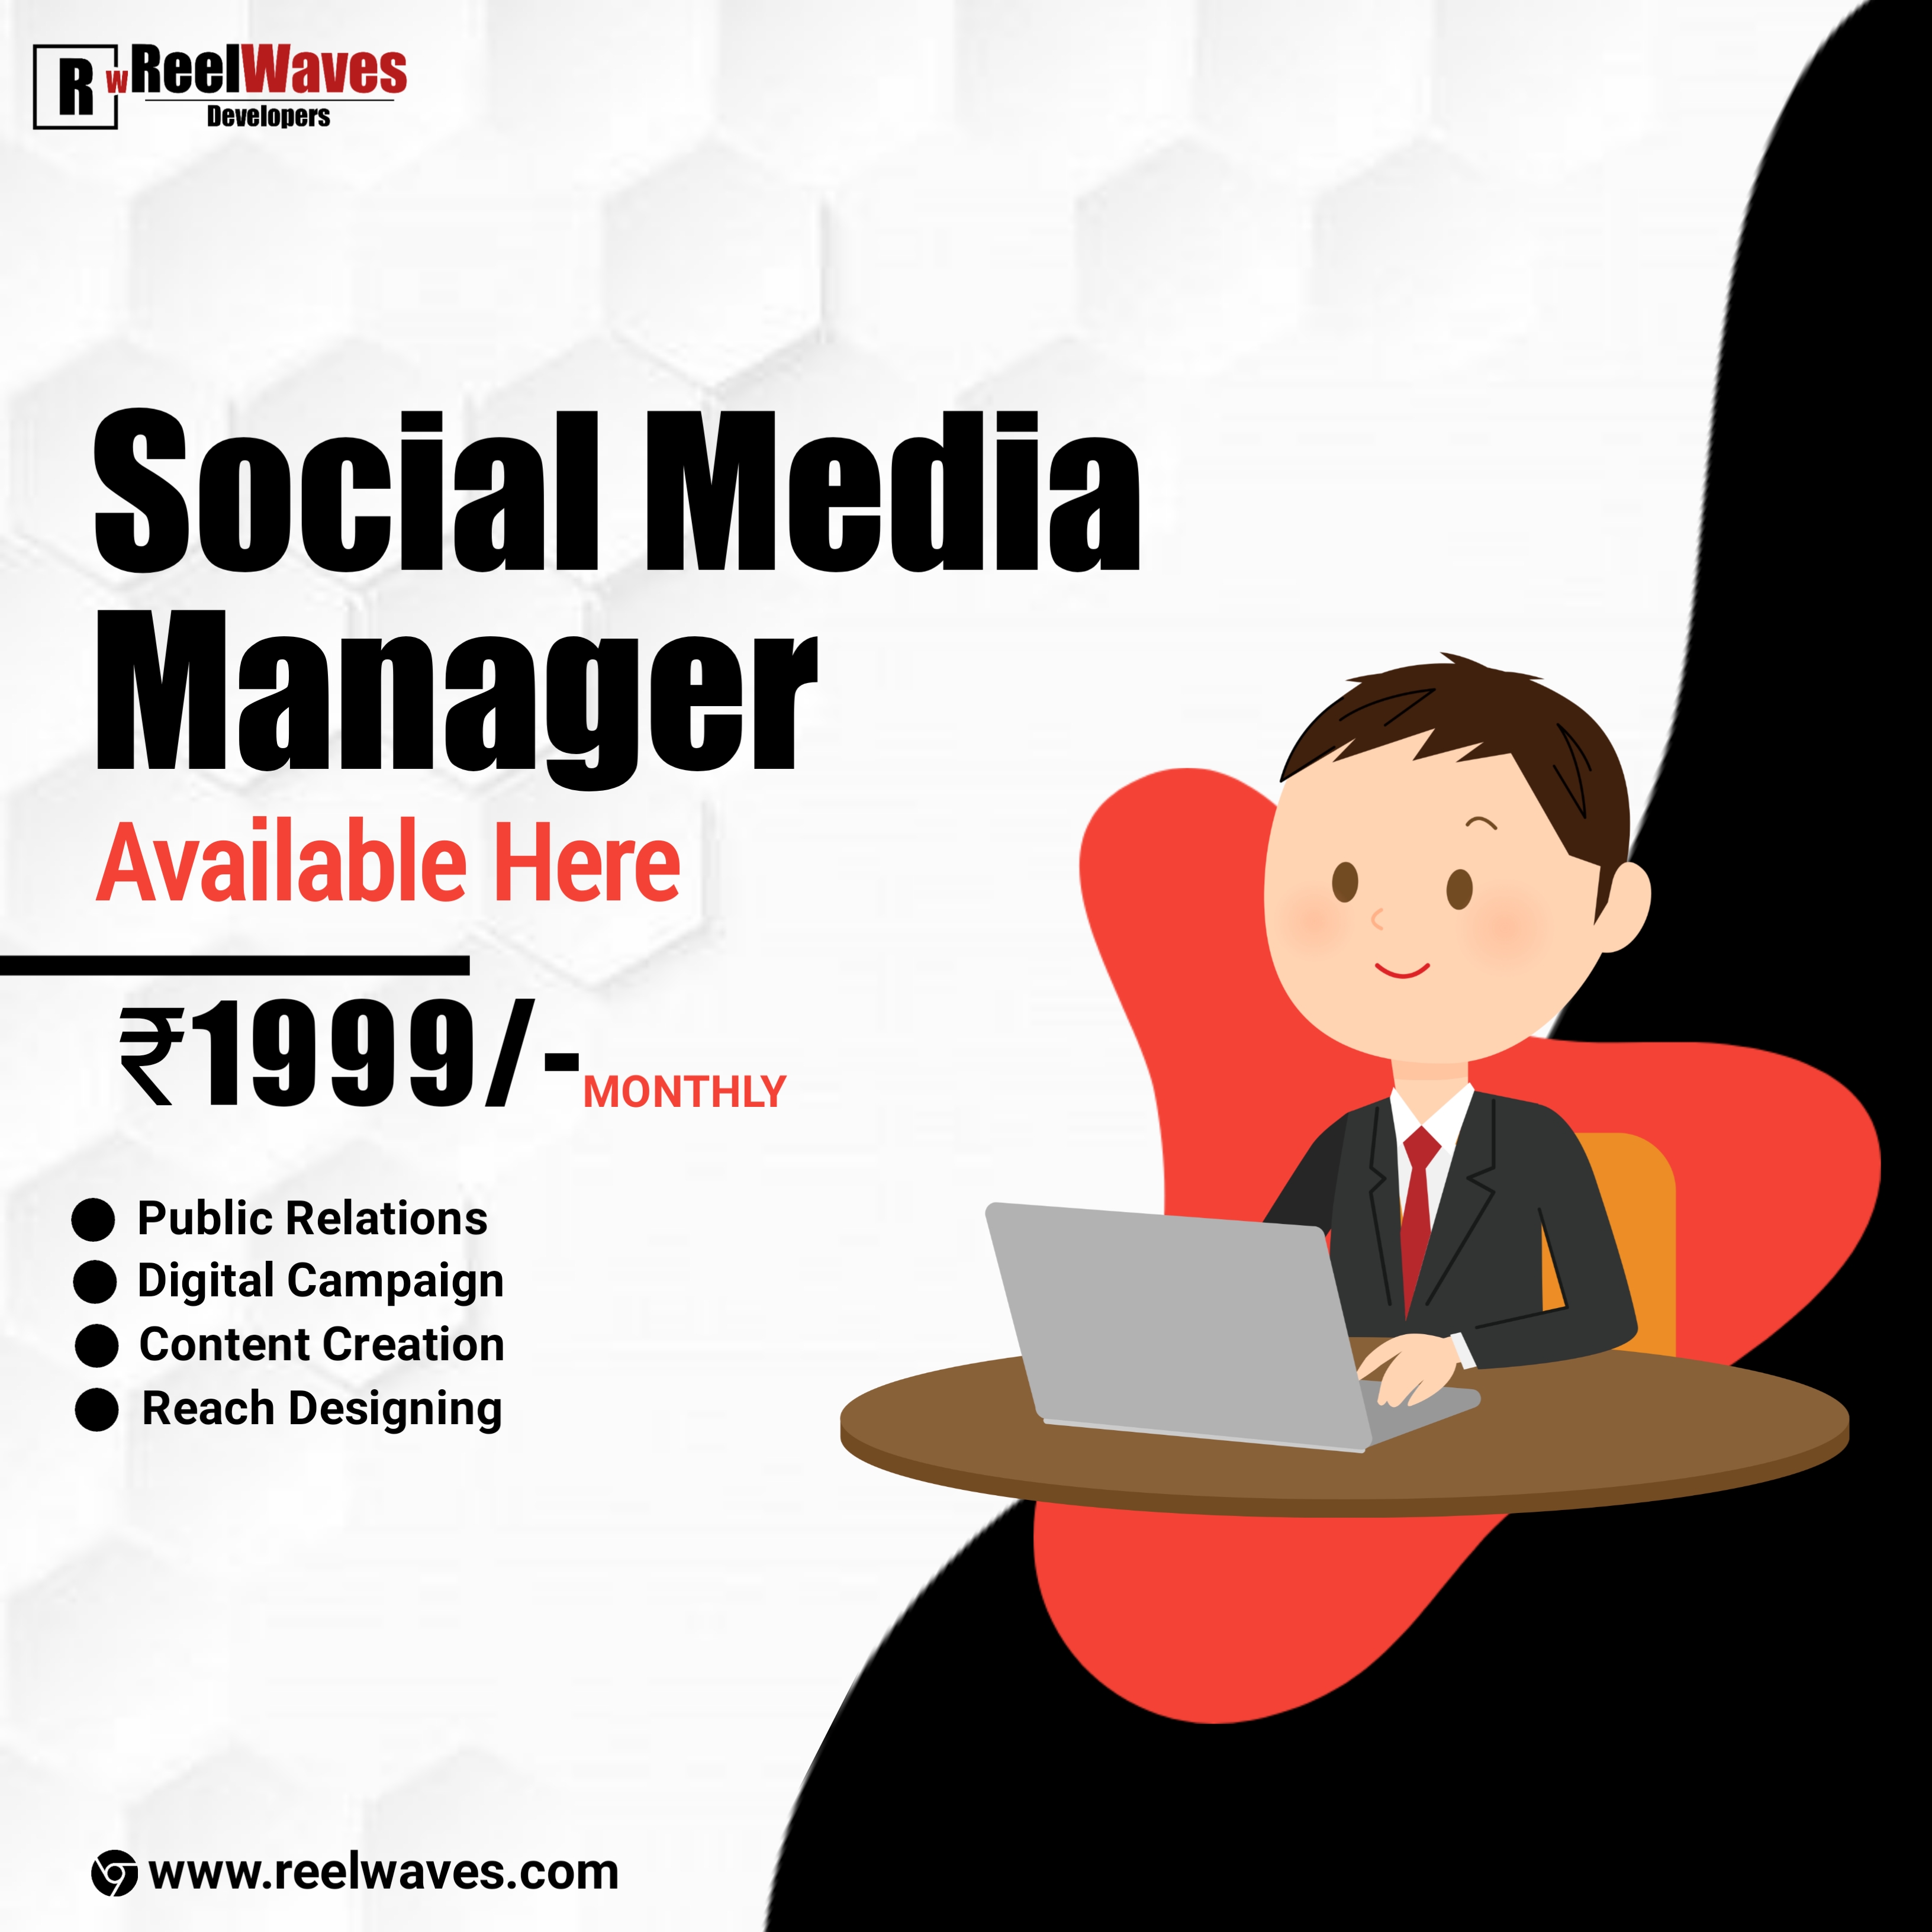 Rw ReelWaves
Developers
Social Media
Manager
Available Here
₹1999/- MONTHLY
Public Relations
Digital Campaign
Content Creation
Reach Designing
www.reelwaves.com